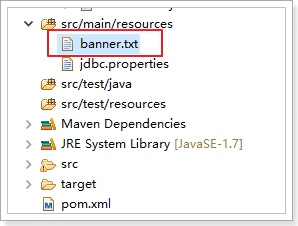 src/main/resources
banner.txt
jdbc.properties
src/test/java
src/test/resources
Maven Dependencies
JRE System Library [JavaSE-1.7]
src
target
pom.xml